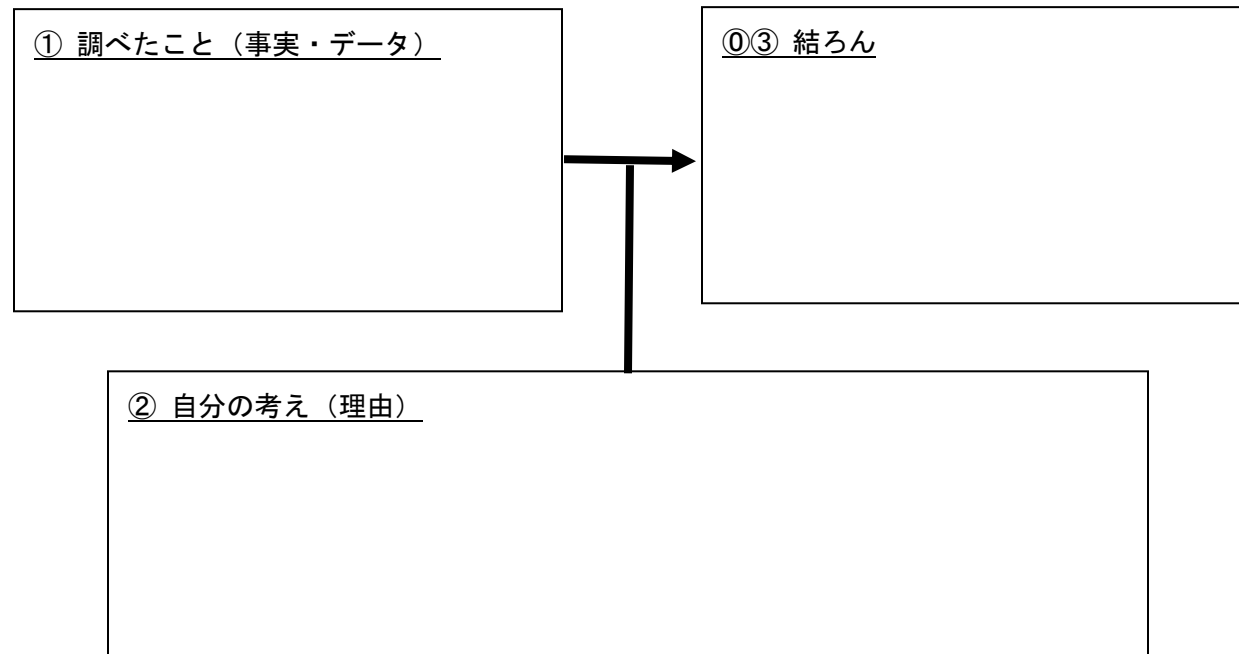 ① 調べたこと（事実・データ）
⓪③ 結ろん
② 自分の考え（理由）